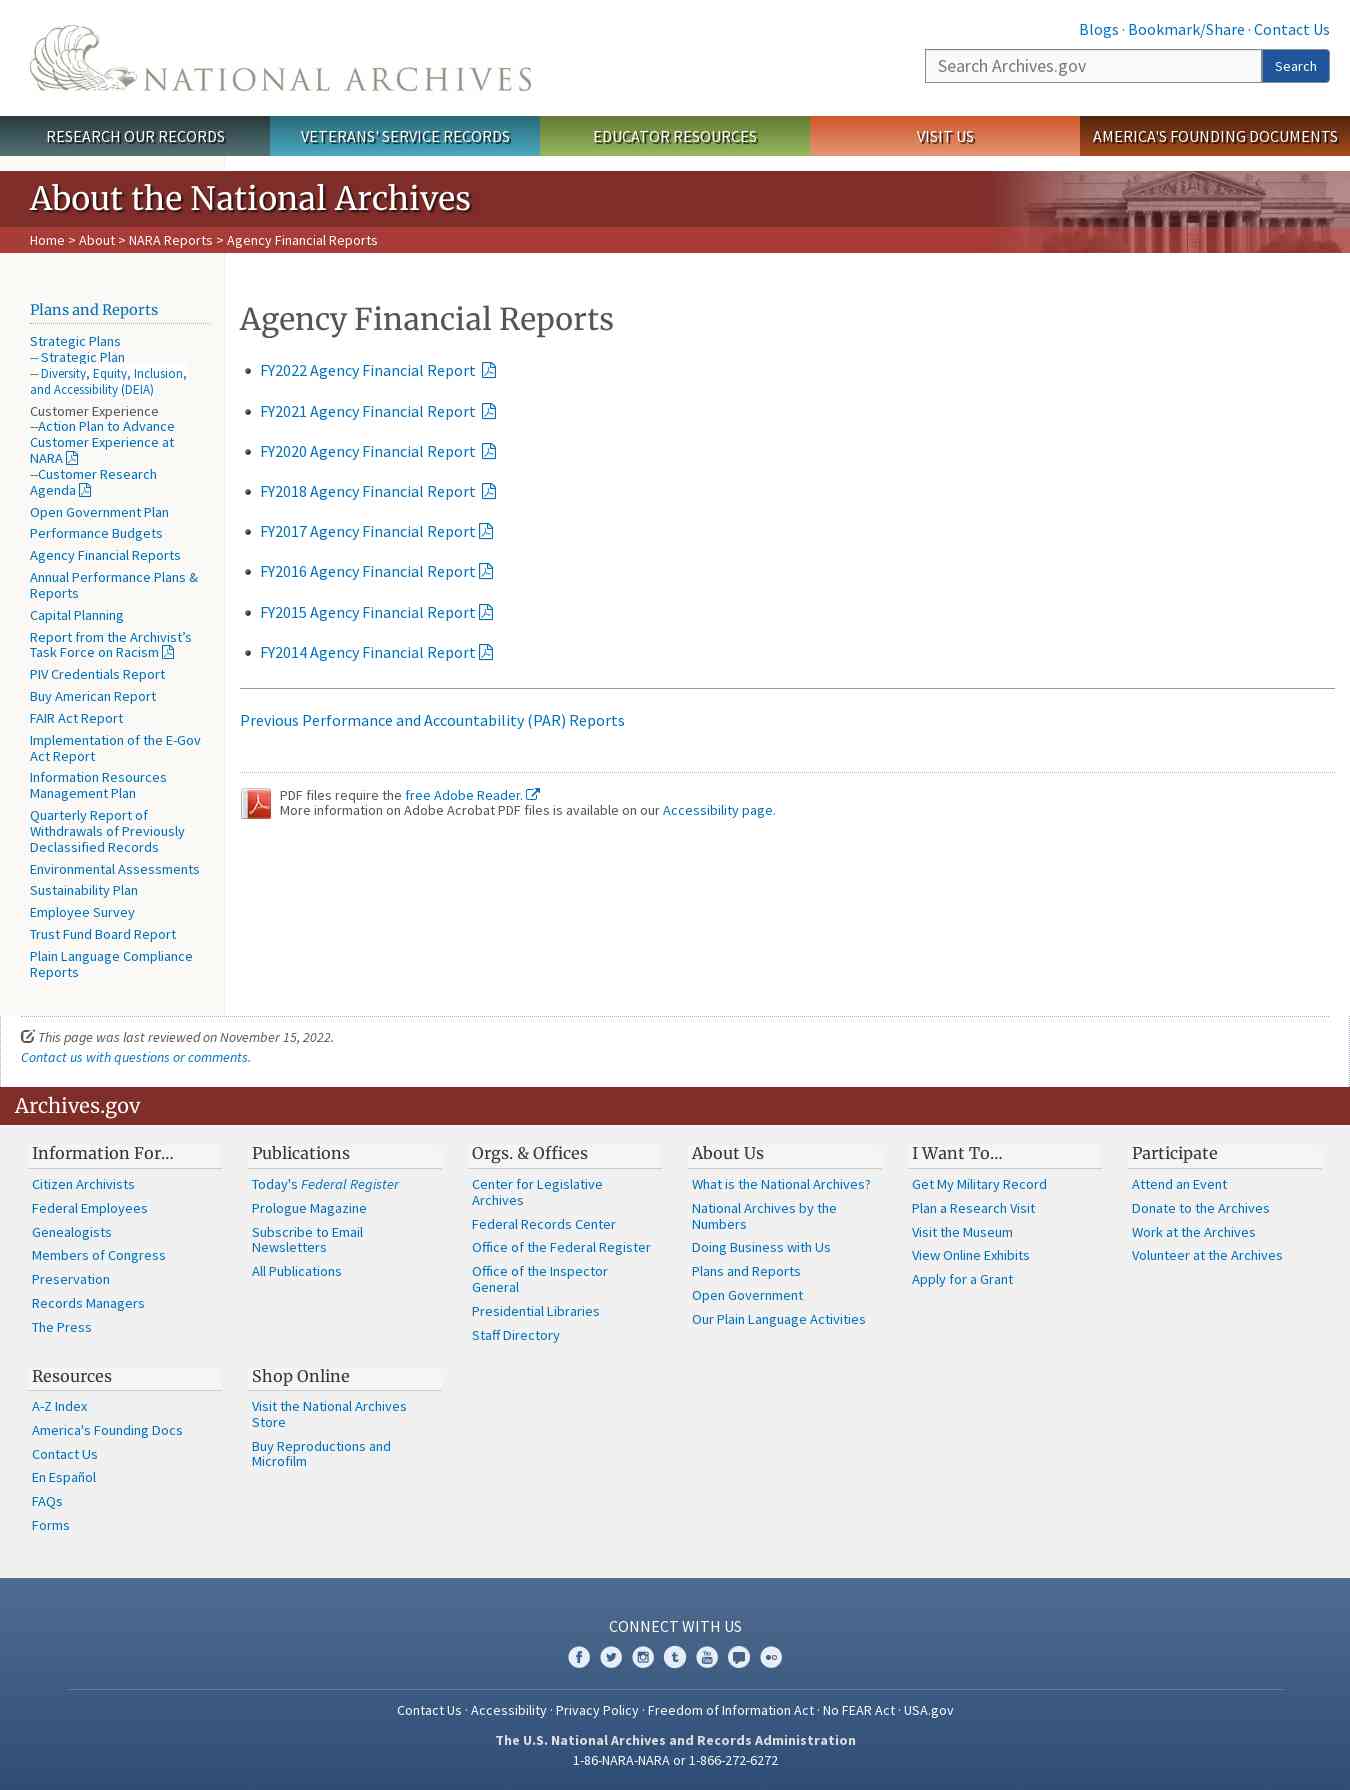 Blogs · Bookmark/Share · Contact Us
NATIONAL ARCHIVES
Search Archives.gov
Search
RESEARCH OUR RECORDS
VETERANS' SERVICE RECORDS
EDUCATOR RESOURCES
VISIT US
AMERICA'S FOUNDING DOCUMENTS
About the National Archives
Home > About > NARA Reports > Agency Financial Reports
Plans and Reports
Strategic Plans
-- Strategic Plan
-- Diversity, Equity, Inclusion,
and Accessibility (DEIA)
Customer Experience
--Action Plan to Advance
Customer Experience at
NARA
--Customer Research
Agenda
Open Government Plan
Performance Budgets
Agency Financial Reports
Annual Performance Plans &
Reports
Capital Planning
Report from the Archivist’s
Task Force on Racism
PIV Credentials Report
Buy American Report
FAIR Act Report
Implementation of the E-Gov
Act Report
Information Resources
Management Plan
Quarterly Report of
Withdrawals of Previously
Declassified Records
Environmental Assessments
Sustainability Plan
Employee Survey
Trust Fund Board Report
Plain Language Compliance
Reports
Agency Financial Reports
• FY2022 Agency Financial Report
• FY2021 Agency Financial Report
• FY2020 Agency Financial Report
• FY2018 Agency Financial Report
• FY2017 Agency Financial Report
• FY2016 Agency Financial Report
• FY2015 Agency Financial Report
• FY2014 Agency Financial Report
Previous Performance and Accountability (PAR) Reports
PDF files require the free Adobe Reader.
More information on Adobe Acrobat PDF files is available on our Accessibility page.
This page was last reviewed on November 15, 2022.
Contact us with questions or comments.
Archives.gov
Information For…
Citizen Archivists
Federal Employees
Genealogists
Members of Congress
Preservation
Records Managers
The Press
Publications
Today's Federal Register
Prologue Magazine
Subscribe to Email
Newsletters
All Publications
Orgs. & Offices
Center for Legislative
Archives
Federal Records Center
Office of the Federal Register
Office of the Inspector
General
Presidential Libraries
Staff Directory
About Us
What is the National Archives?
National Archives by the
Numbers
Doing Business with Us
Plans and Reports
Open Government
Our Plain Language Activities
I Want To…
Get My Military Record
Plan a Research Visit
Visit the Museum
View Online Exhibits
Apply for a Grant
Participate
Attend an Event
Donate to the Archives
Work at the Archives
Volunteer at the Archives
Resources
A-Z Index
America's Founding Docs
Contact Us
En Español
FAQs
Forms
Shop Online
Visit the National Archives
Store
Buy Reproductions and
Microfilm
CONNECT WITH US
Contact Us · Accessibility · Privacy Policy · Freedom of Information Act · No FEAR Act · USA.gov
The U.S. National Archives and Records Administration
1-86-NARA-NARA or 1-866-272-6272